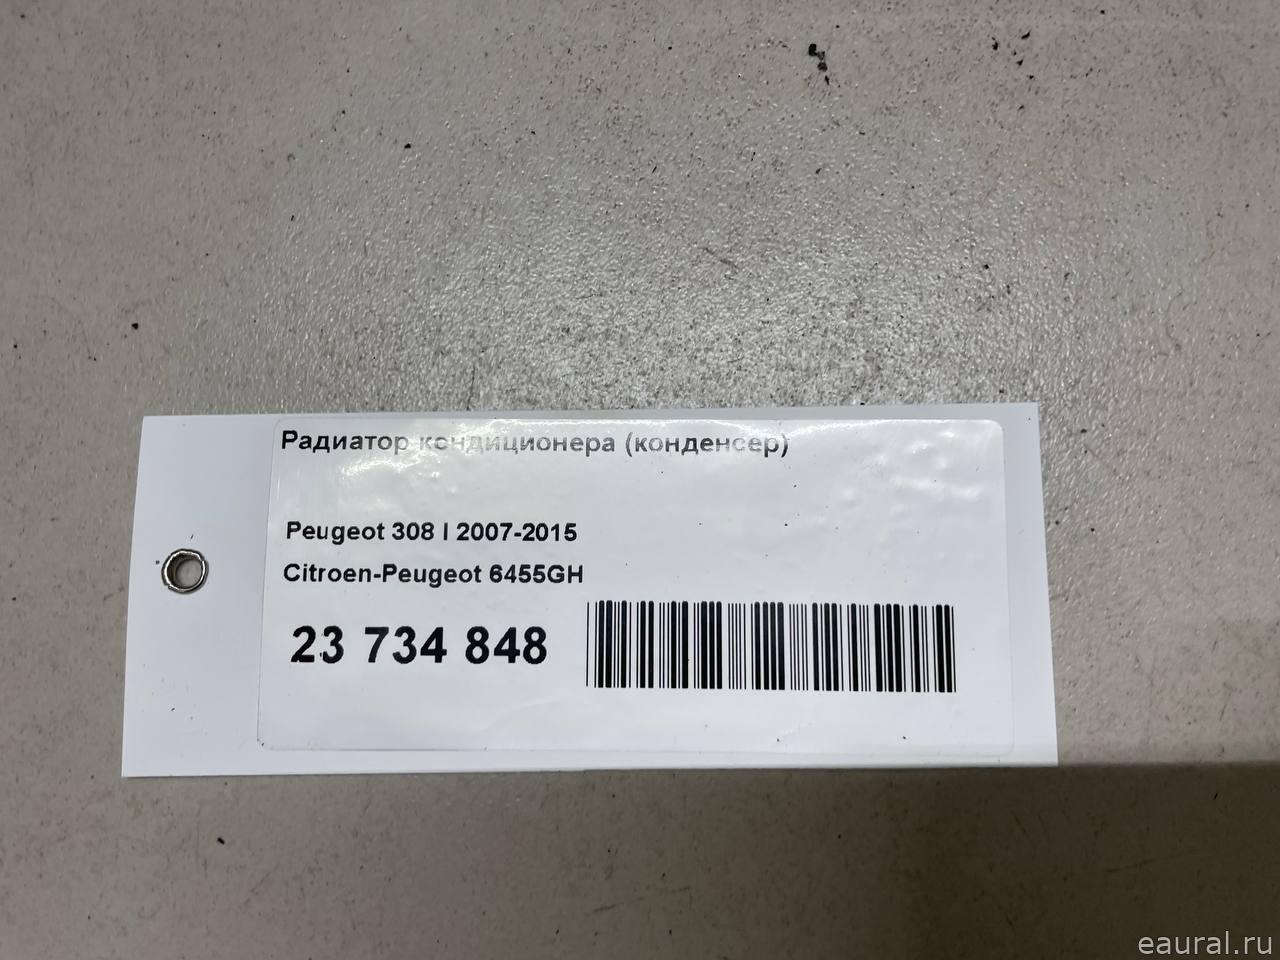 Радиатор кондиционера (конденсер)
Peugeot 308 I 2007-2015
Citroen-Peugeot 6455GH
23 734 848
eaural.ru